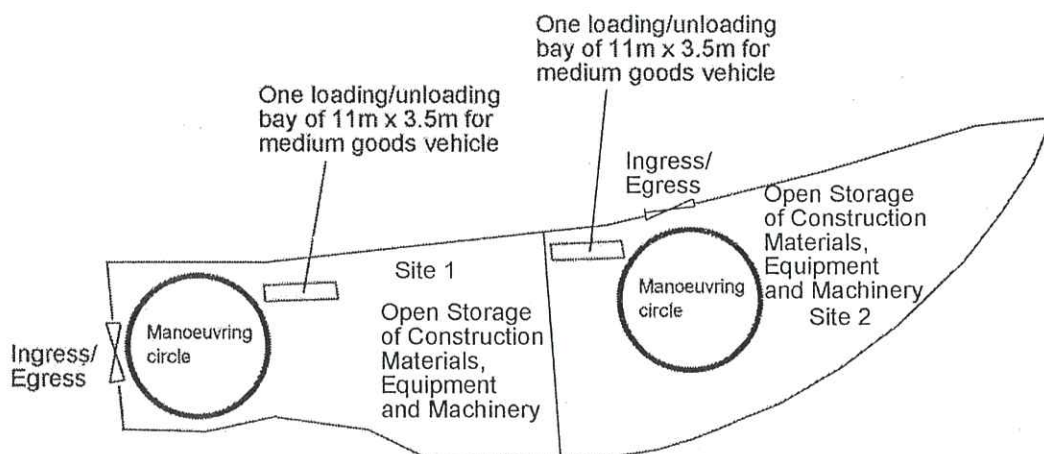 One loading/unloading
bay of 11m x 3.5m for
medium goods vehicle
One loading/unloading
bay of 11m x 3.5m for
medium goods vehicle
Ingress/
Egress
Open Storage
of Construction
Materials,
Equipment
and Machinery
Site 2
Manoeuvring
circle
Site 1
Open Storage
of Construction
Materials,
Equipment
and Machinery
Manoeuvring
circle
Ingress/
Egress